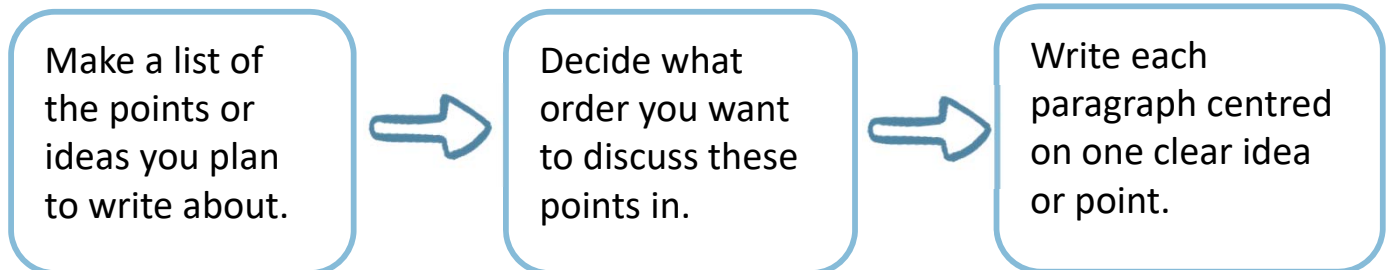 Make a list of
the points or
ideas you plan
to write about.
Decide what
order you want
to discuss these
points in.
Write each
paragraph centred
on one clear idea
or point.